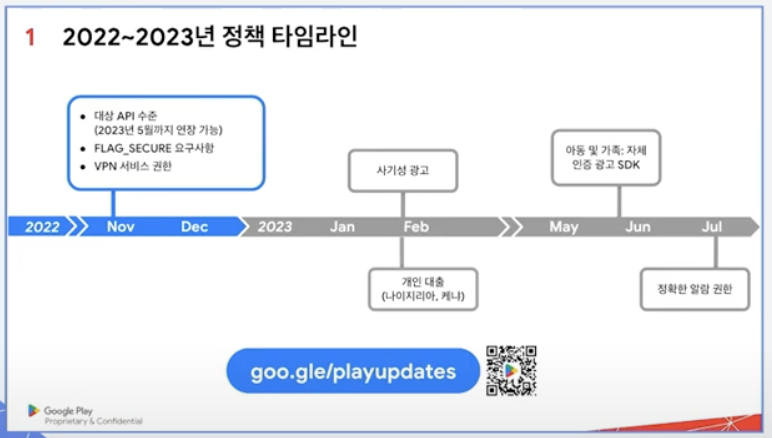 1 2022~2023년 정책 타임라인
• 대상 API 수준
(2023년 5월까지 연장 가능)
• FLAG_SECURE 요구사항
• VPN 서비스 권한
사기성 광고
아동 및 가족: 자체
인증 광고 SDK
2022 Nov Dec 2023 Jan Feb May Jun Jul
개인 대출
(나이지리아, 케냐)
정확한 알람 권한
goo.gle/playupdates
Google Play
Proprietary & Confidential